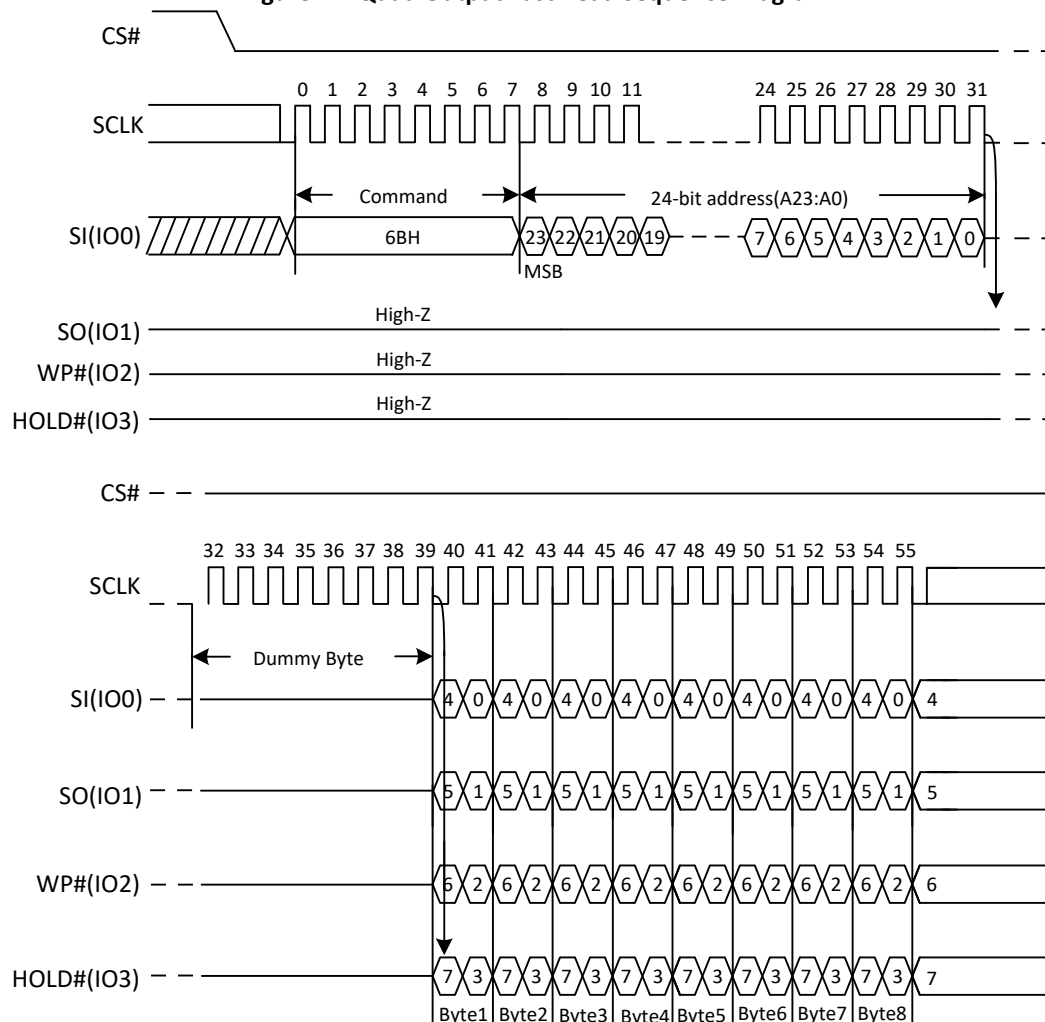 CS#
0 1 2 3 4 5 6 7 8 9 10 11 24 25 26 27 28 29 30 31
SCLK
Command 24-bit address(A23:A0)
SI(IO0) 6BH 23 22 21 20 19 7 6 5 4 3 2 1 0
MSB
High-Z
SO(IO1)
High-Z
WP#(IO2)
High-Z
HOLD#(IO3)
CS#
32 33 34 35 36 37 38 39 40 41 42 43 44 45 46 47 48 49 50 51 52 53 54 55
SCLK
Dummy Byte
SI(IO0) 4 0 4 0 4 0 4 0 4 0 4 0 4 0 4 0 4
SO(IO1) 5 1 5 1 5 1 5 1 5 1 5 1 5 1 5 1 5
WP#(IO2) 6 2 6 2 6 2 6 2 6 2 6 2 6 2 6 2 6
HOLD#(IO3) 7 3 7 3 7 3 7 3 7 3 7 3 7 3 7 3 7
Byte1 Byte2 Byte3 Byte4 Byte5 Byte6 Byte7 Byte8